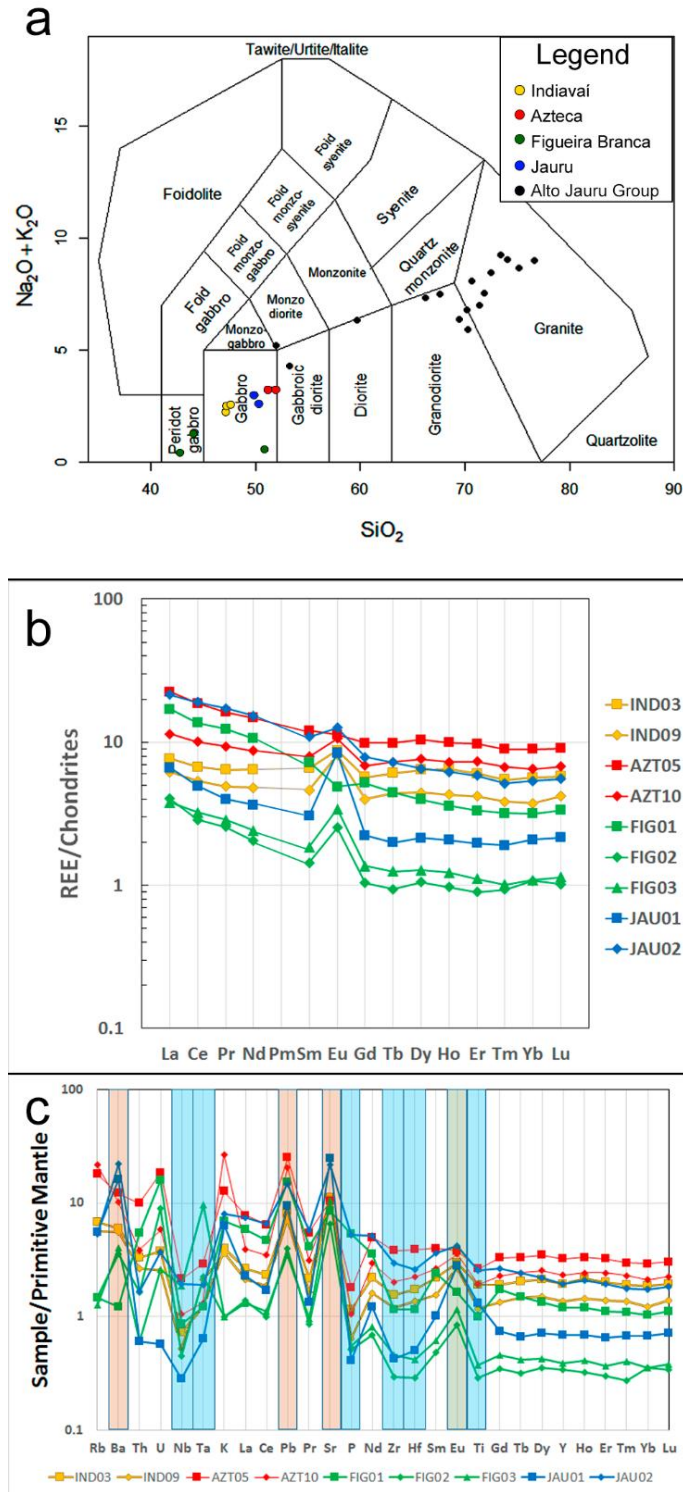 a
Tawite/Urtite/Italite
Legend
Indiavaí
Azteca
Figueira Branca
Jauru
Alto Jauru Group
Foidolite
Foid
syenite
Foid
monzo-
syenite
Syenite
Foid
monzo-
gabbro
Monzonite
Quartz
monzonite
Foid
gabbro
Monzo
diorite
Monzo-
gabbro
Granite
Peridot
gabbro
Gabbro
Gabbroic
diorite
Diorite
Granodiorite
Quartzolite
Na₂O + K₂O
15
10
5
0
40 50 60 70 80 90
SiO₂
b
REE/Chondrites
100
10
1
0.1
La Ce Pr Nd Pm Sm Eu Gd Tb Dy Ho Er Tm Yb Lu
IND03
IND09
AZT05
AZT10
FIG01
FIG02
FIG03
JAU01
JAU02
c
Sample/Primitive Mantle
100
10
1
0.1
Rb Ba Th U Nb Ta K La Ce Pb Pr Sr P Nd Zr Hf Sm Eu Ti Gd Tb Dy Y Ho Er Tm Yb Lu
IND03 IND09 AZT05 AZT10 FIG01 FIG02 FIG03 JAU01 JAU02